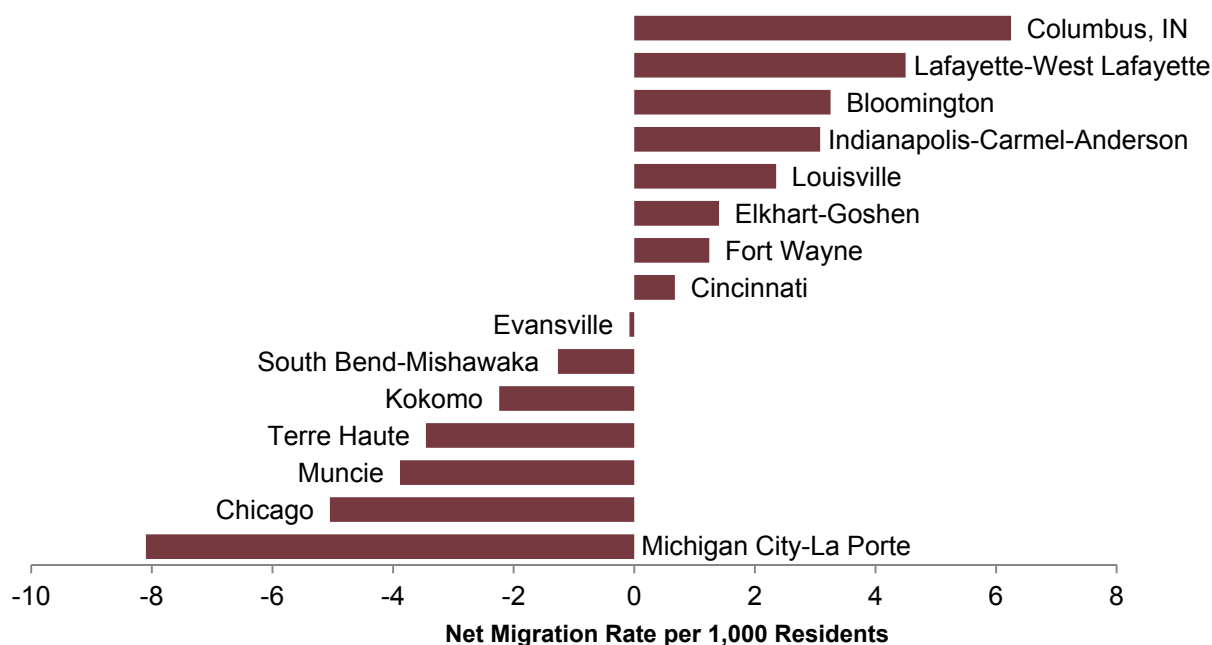 Columbus, IN
Lafayette-West Lafayette
Bloomington
Indianapolis-Carmel-Anderson
Louisville
Elkhart-Goshen
Fort Wayne
Cincinnati
Evansville
South Bend-Mishawaka
Kokomo
Terre Haute
Muncie
Chicago
Michigan City-La Porte
-10 -8 -6 -4 -2 0 2 4 6 8
Net Migration Rate per 1,000 Residents